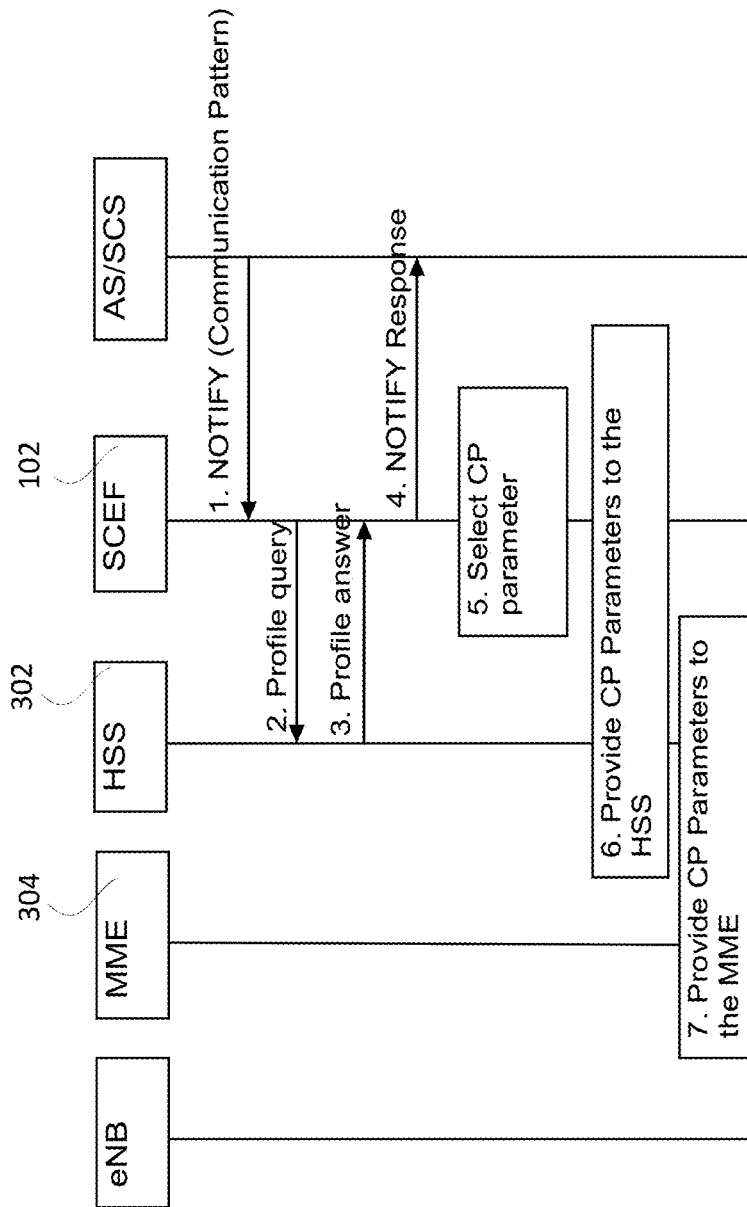 304
302
102
eNB
MME
HSS
SCEF
AS/SCS
1. NOTIFY (Communication Pattern)
2. Profile query
3. Profile answer
4. NOTIFY Response
5. Select CP
parameter
6. Provide CP Parameters to the
HSS
7. Provide CP Parameters to
the MME